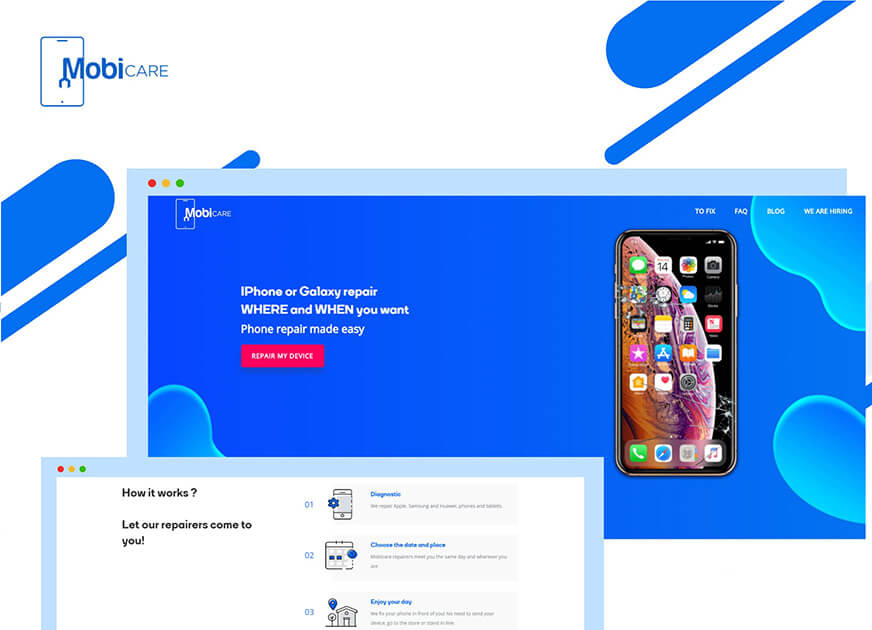 MobiCARE
MobiCARE
TO FIX FAQ BLOG WE ARE HIRING
IPhone or Galaxy repair
WHERE and WHEN you want
Phone repair made easy
REPAIR MY DEVICE
14
How it works ?
Let our repairers come to
you!
01
Diagnostic
We repair Apple, Samsung and Huawei, phones and tablets.
02
Choose the date and place
Mobicare repairers meet you the same day and wherever you
are
03
Enjoy your day
We fix your phone in front of you! No need to send your
device, go to the store or stand in line.